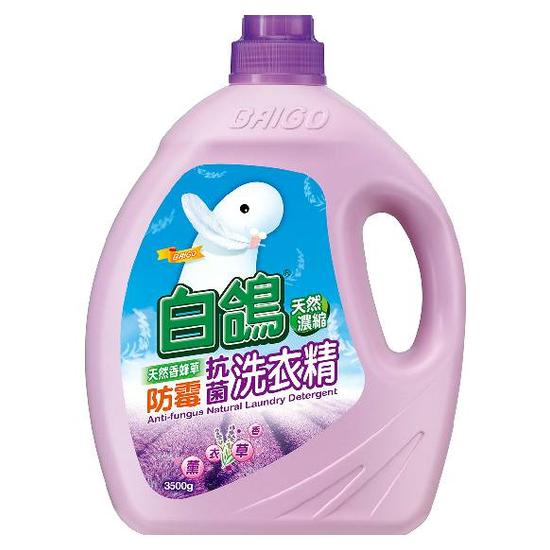 BAIGO
BAIGO
白鴿®
天然
濃縮
天然香蜂草
防霉
抗菌
洗衣精
Anti-fungus Natural Laundry Detergent
薰衣草香
3500g